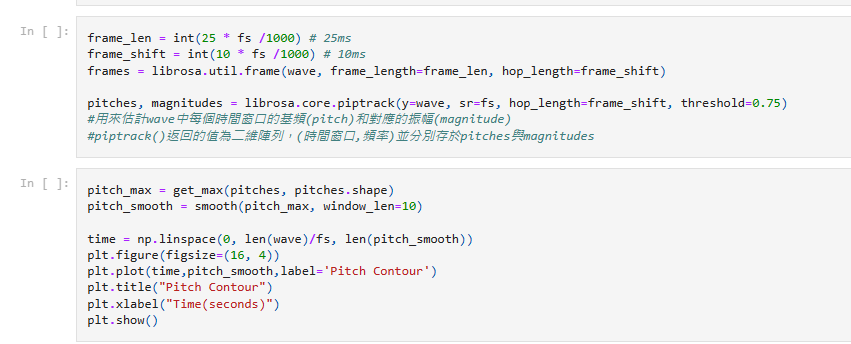 In [ ]:
frame_len = int(25 * fs /1000) # 25ms
frame_shift = int(10 * fs /1000) # 10ms
frames = librosa.util.frame(wave, frame_length=frame_len, hop_length=frame_shift)

pitches, magnitudes = librosa.core.piptrack(y=wave, sr=fs, hop_length=frame_shift, threshold=0.75)
#用來估計wave中每個時間窗口的基頻(pitch)和對應的振幅(magnitude)
#piptrack()返回的值為二維陣列，(時間窗口,頻率)並分別存於pitches與magnitudes
In [ ]:
pitch_max = get_max(pitches, pitches.shape)
pitch_smooth = smooth(pitch_max, window_len=10)

time = np.linspace(0, len(wave)/fs, len(pitch_smooth))
plt.figure(figsize=(16, 4))
plt.plot(time,pitch_smooth,label='Pitch Contour')
plt.title("Pitch Contour")
plt.xlabel("Time(seconds)")
plt.show()